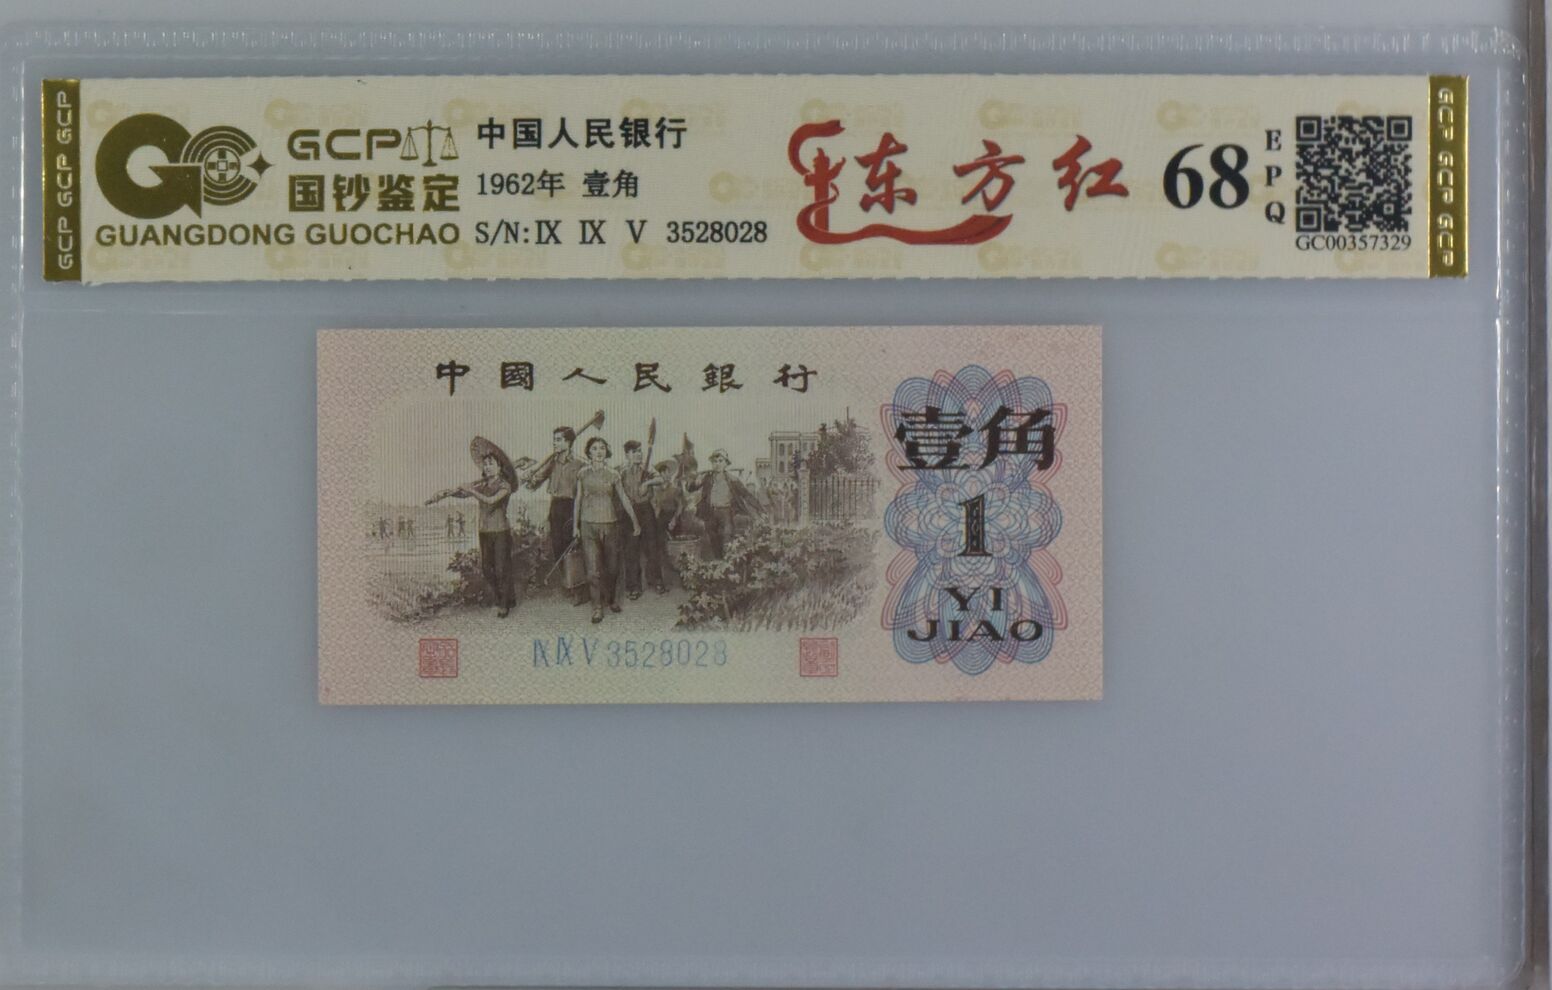 GCP GCP GCP
GCP
国钞鉴定
GUANGDONG GUOCHAO
中国人民银行
1962年 壹角
S/N:IX IX V 3528028
东方红
68
EPQ
GC00357329
GCP GCP GCP
中國人民銀行
壹角
1
YI
JIAO
IX IX V 3528028